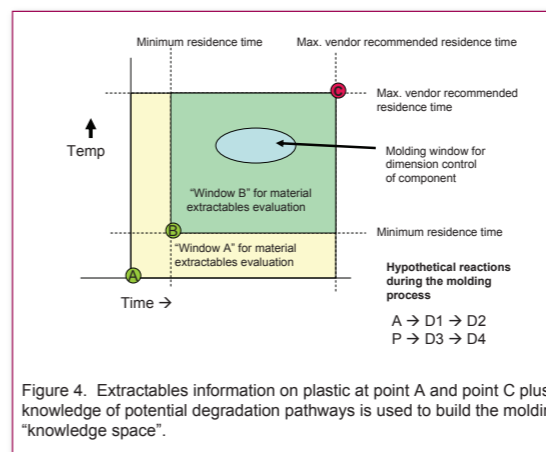 Minimum residence time
Max. vendor recommended residence time
Max. vendor recommended
residence time
Temp
C
Molding window for
dimension control
of component
"Window B" for material
extractables evaluation
B
Minimum residence time
"Window A" for material
extractables evaluation
A
Time →
Hypothetical reactions
during the molding
process
A → D1 → D2
P → D3 → D4
Figure 4. Extractables information on plastic at point A and point C plus
knowledge of potential degradation pathways is used to build the moldin
"knowledge space".